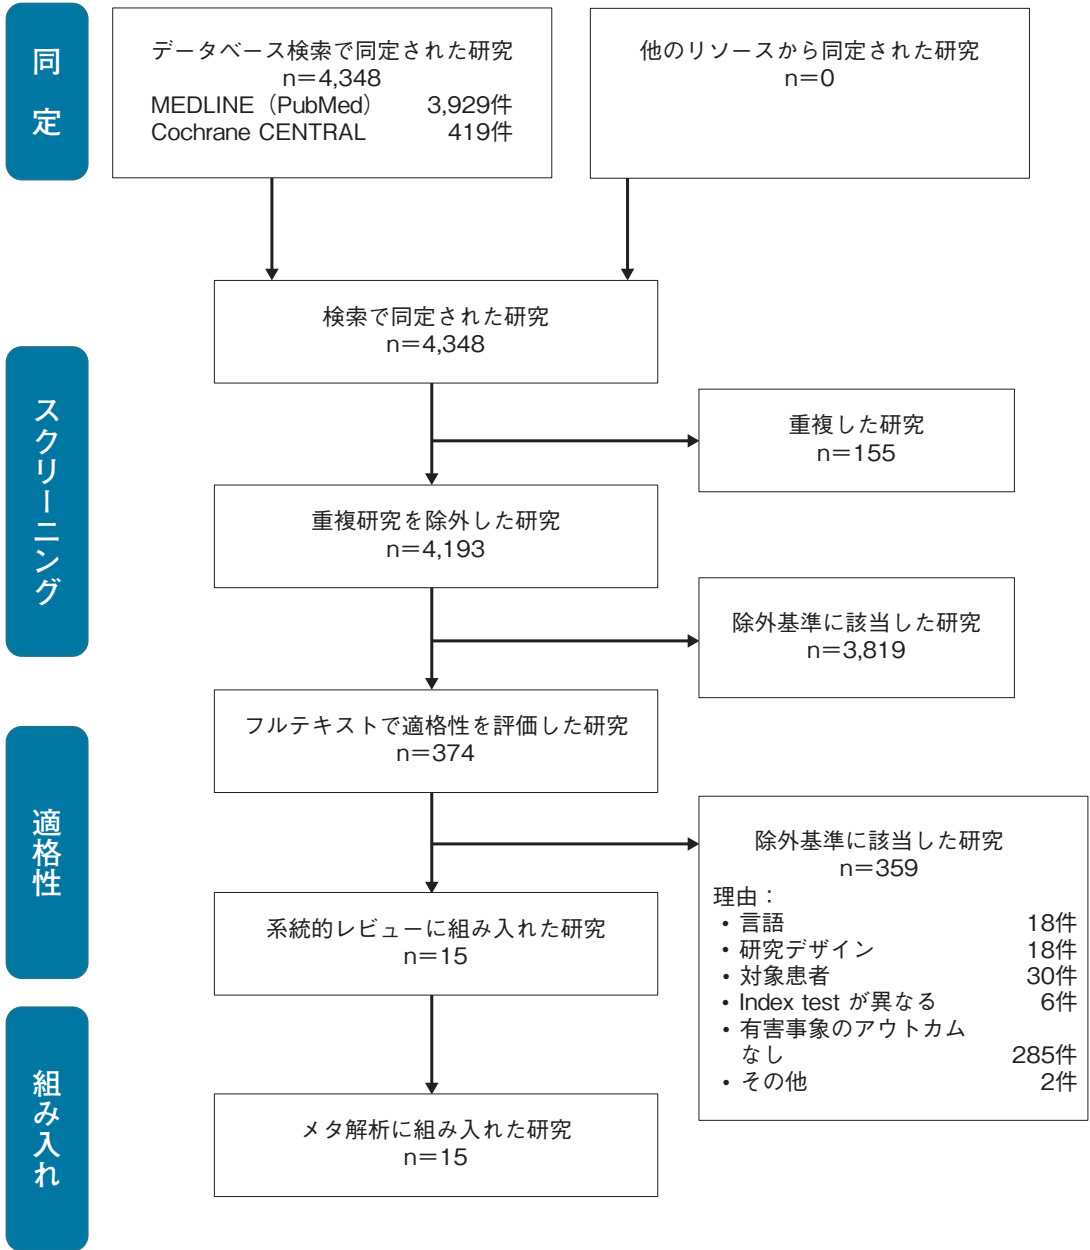 同定
データベース検索で同定された研究
n＝4,348
MEDLINE（PubMed） 3,929件
Cochrane CENTRAL 419件
他のリソースから同定された研究
n＝0
検索で同定された研究
n＝4,348
スクリーニング
重複した研究
n＝155
重複研究を除外した研究
n＝4,193
除外基準に該当した研究
n＝3,819
フルテキストで適格性を評価した研究
n＝374
適格性
除外基準に該当した研究
n＝359
理由：
・言語 18件
・研究デザイン 18件
・対象患者 30件
・Index test が異なる 6件
・有害事象のアウトカム
なし 285件
・その他 2件
系統的レビューに組み入れた研究
n＝15
組み入れ
メタ解析に組み入れた研究
n＝15